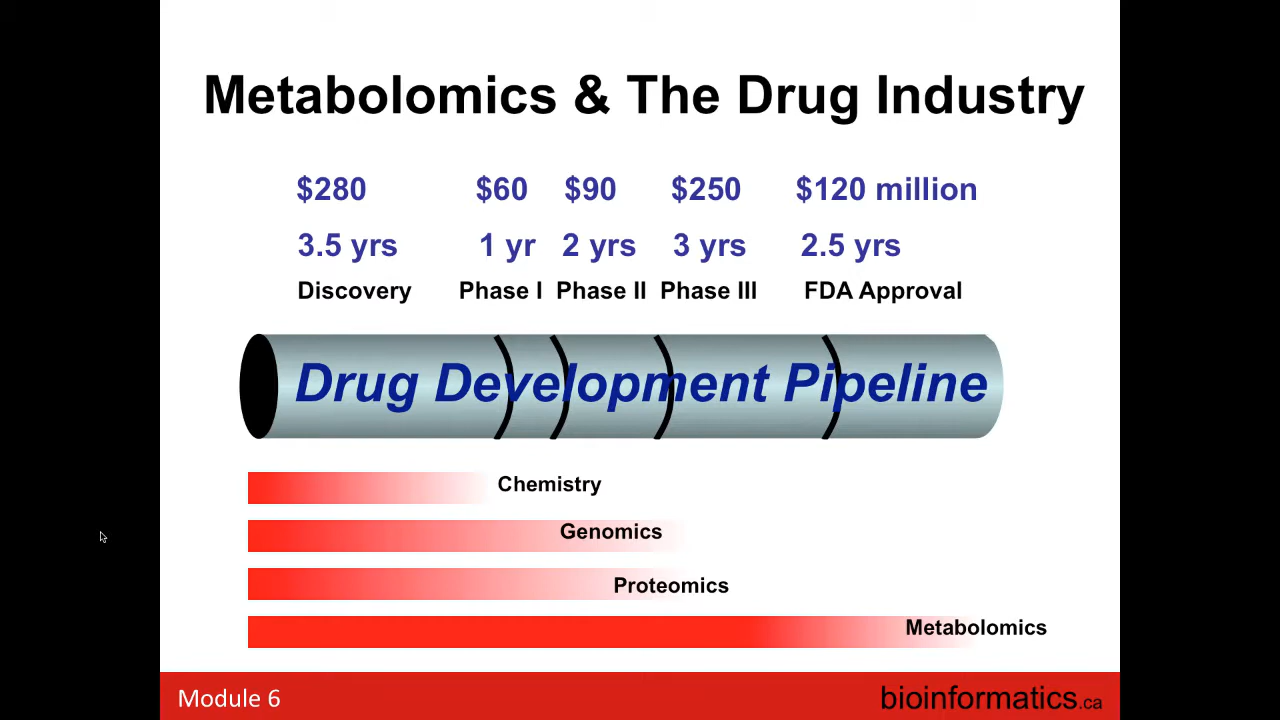 Metabolomics & The Drug Industry
$280 $60 $90 $250 $120 million
3.5 yrs 1 yr 2 yrs 3 yrs 2.5 yrs
Discovery Phase I Phase II Phase III FDA Approval
Drug Development Pipeline
Chemistry
Genomics
Proteomics
Metabolomics
Module 6 bioinformatics.ca